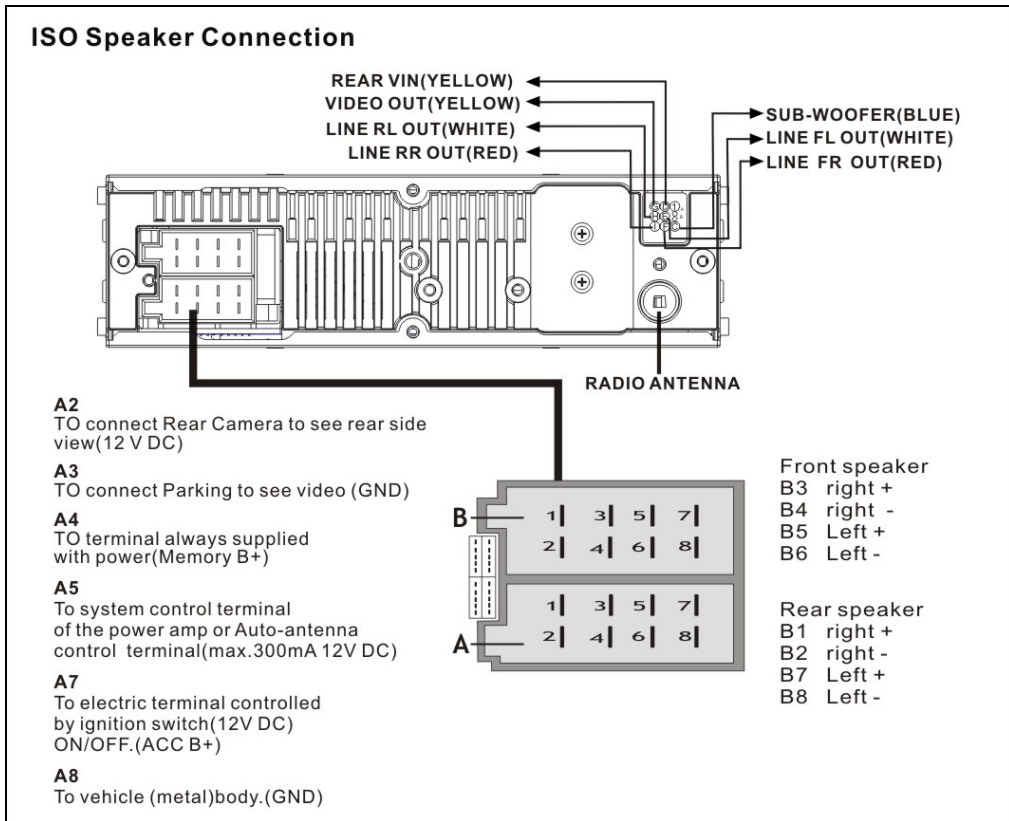 ISO Speaker Connection
REAR VIN(YELLOW)
VIDEO OUT(YELLOW)
LINE RL OUT(WHITE)
LINE RR OUT(RED)
SUB-WOOFER(BLUE)
LINE FL OUT(WHITE)
LINE FR OUT(RED)
RADIO ANTENNA
A2
TO connect Rear Camera to see rear side
view(12 V DC)
A3
TO connect Parking to see video (GND)
A4
TO terminal always supplied
with power(Memory B+)
A5
To system control terminal
of the power amp or Auto-antenna
control terminal(max.300mA 12V DC)
A7
To electric terminal controlled
by ignition switch(12V DC)
ON/OFF.(ACC B+)
A8
To vehicle (metal)body.(GND)
B
1 3 5 7
2 4 6 8
1 3 5 7
A
2 4 6 8
Front speaker
B3 right +
B4 right -
B5 Left +
B6 Left -
Rear speaker
B1 right +
B2 right -
B7 Left +
B8 Left -